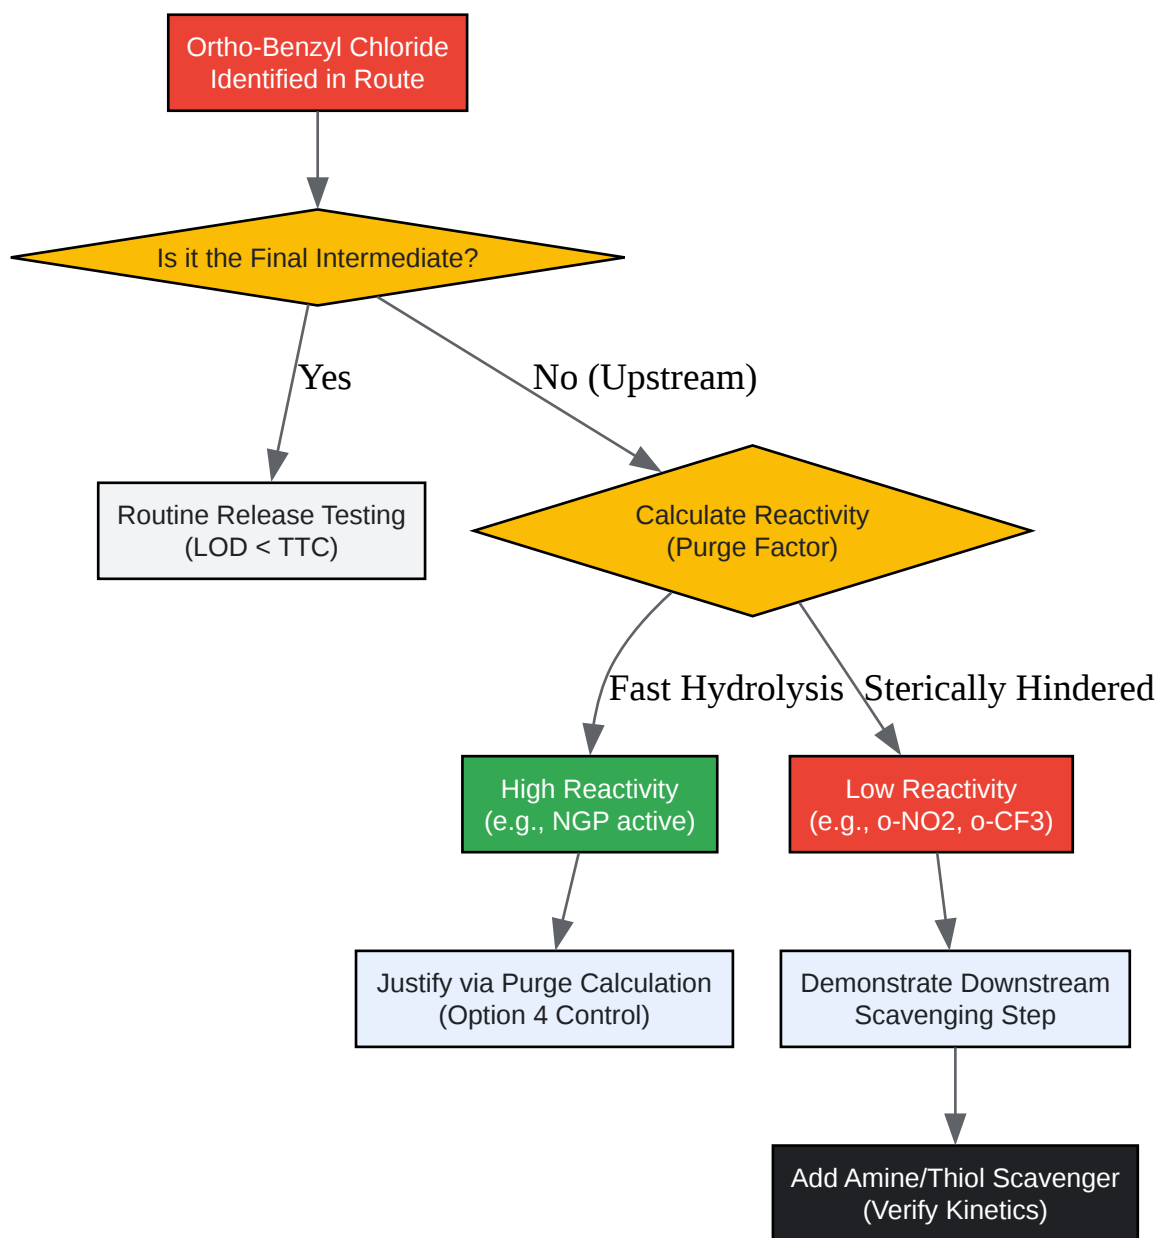 Ortho-Benzyl Chloride
Identified in Route
Is it the Final Intermediate?
Yes
No (Upstream)
Routine Release Testing
(LOD < TTC)
Calculate Reactivity
(Purge Factor)
Fast Hydrolysis
Sterically Hindered
High Reactivity
(e.g., NGP active)
Low Reactivity
(e.g., o-NO2, o-CF3)
Justify via Purge Calculation
(Option 4 Control)
Demonstrate Downstream
Scavenging Step
Add Amine/Thiol Scavenger
(Verify Kinetics)